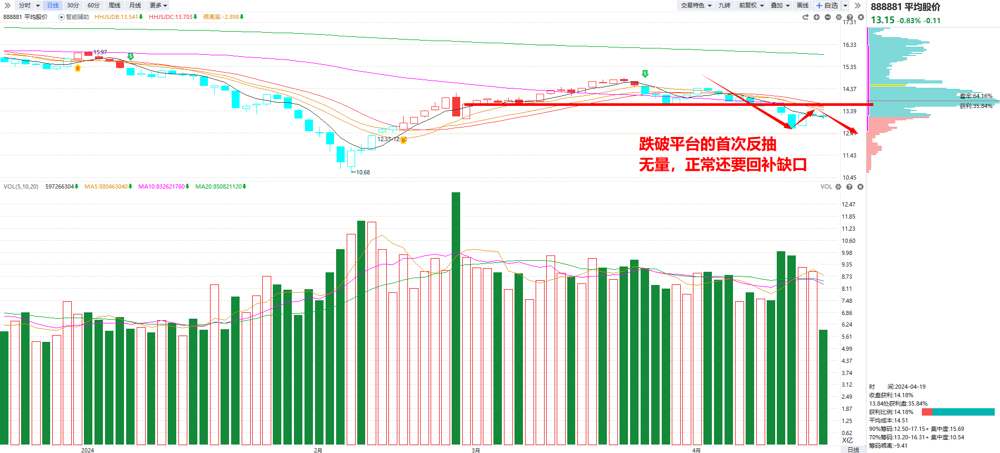 分时 日线 30分 60分 周线 月线 更多 交易特色 九转 前复权 叠加 画线 自选
888881 平均股价
13.15 -0.83% -0.11
888881 平均股价 智能辅助 HHJSJDB:13.541 HHJSJDC:13.703 乖离率:-2.898
17.31
16.33
15.97
S
B
15.35
S
14.37
套牢:64.16%
获利:35.84%
13.39
12.41
12.33-12.
B
跌破平台的首次反抽
无量，正常还要回补缺口
11.43
←10.68
10.45
VOL(5,10,20) 597266304 MA5:880463040 MA10:832621760 MA20:850821120 VOL
12.47
11.85
11.23
10.60
9.98
9.35
8.73
8.11
7.48
6.86
6.24
5.61
4.99
4.37
3.74
3.12
2.49
1.87
1.25
0.62
X亿
时 间:2024-04-19
收盘获利:14.18%
13.84处获利盘:35.84%
获利比例:14.18%
平均成本:14.51
90%筹码:12.50-17.15+ 集中度:15.69
70%筹码:13.20-16.31+ 集中度:10.54
筹码乖离:-9.41
2024 2月 3月 4月 日线